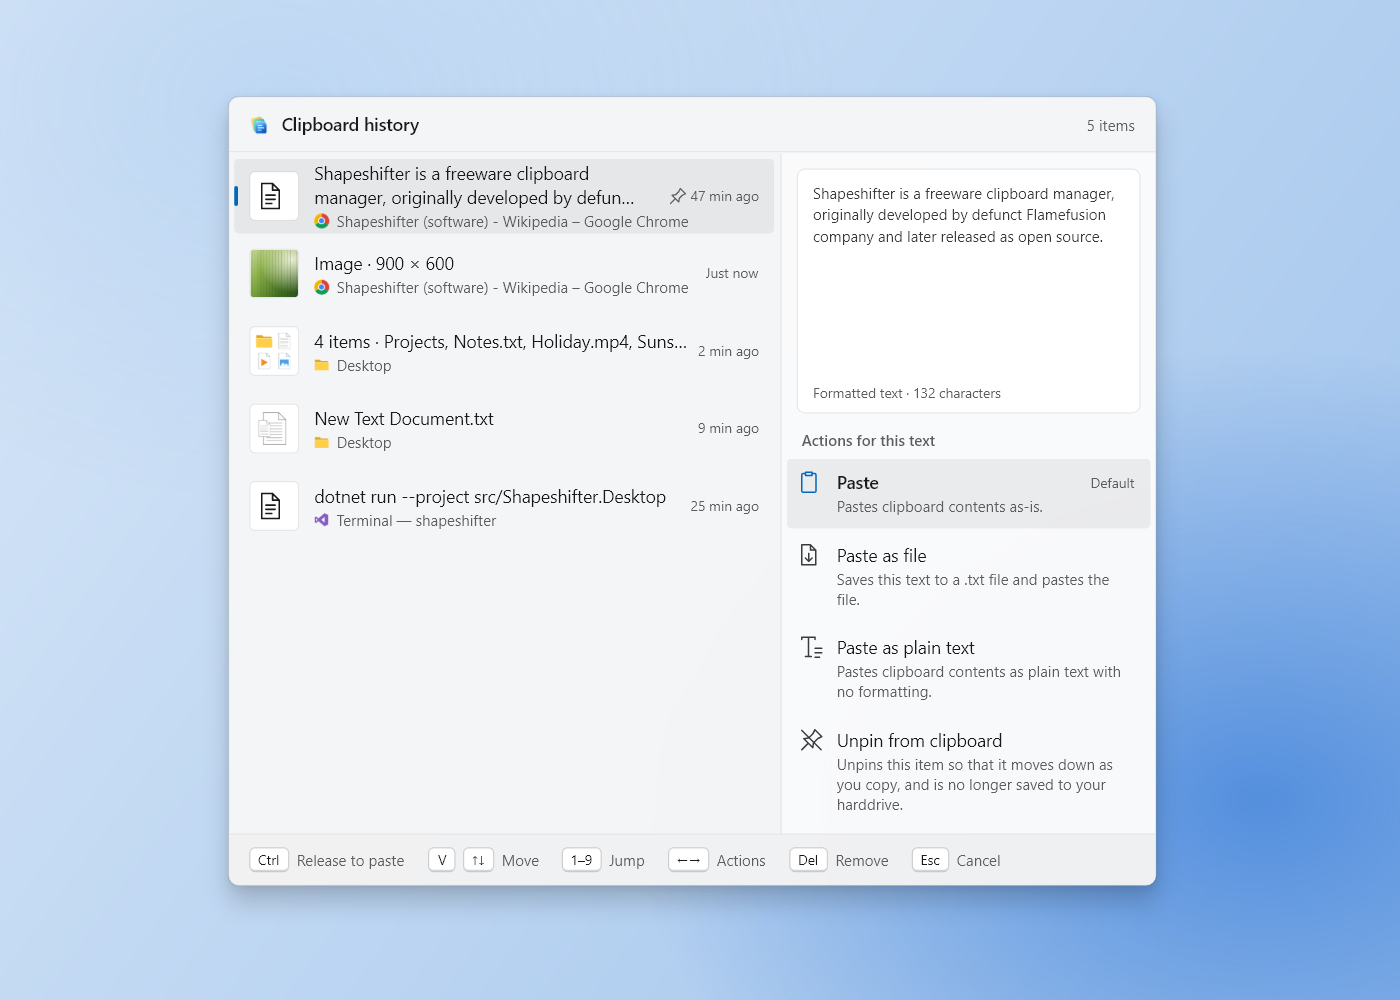 Clipboard history
5 items
Shapeshifter is a freeware clipboard
manager, originally developed by defun...
47 min ago
Shapeshifter (software) - Wikipedia – Google Chrome
Image · 900 × 600
Just now
Shapeshifter (software) - Wikipedia – Google Chrome
4 items · Projects, Notes.txt, Holiday.mp4, Suns...
2 min ago
Desktop
New Text Document.txt
9 min ago
Desktop
dotnet run --project src/Shapeshifter.Desktop
25 min ago
Terminal — shapeshifter
Shapeshifter is a freeware clipboard manager,
originally developed by defunct Flamefusion
company and later released as open source.
Formatted text · 132 characters
Actions for this text
Paste
Default
Pastes clipboard contents as-is.
Paste as file
Saves this text to a .txt file and pastes the
file.
Paste as plain text
Pastes clipboard contents as plain text with
no formatting.
Unpin from clipboard
Unpins this item so that it moves down as
you copy, and is no longer saved to your
harddrive.
Ctrl Release to paste V ↑↓ Move 1–9 Jump ←→ Actions Del Remove Esc Cancel